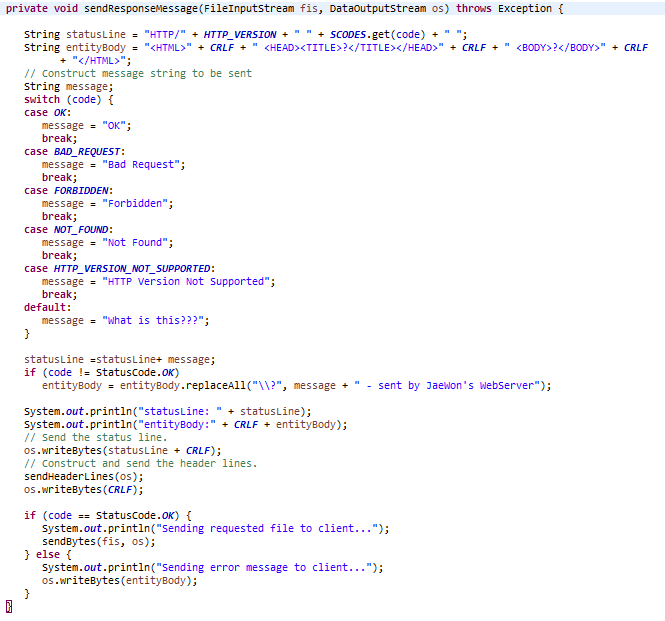 private void sendResponseMessage(FileInputStream fis, DataOutputStream os) throws Exception {
String statusLine = "HTTP/" + HTTP_VERSION + " " + SCODES.get(code) + " ";
String entityBody = "<HTML>" + CRLF + " <HEAD><TITLE>?</TITLE></HEAD>" + CRLF + " <BODY>?</BODY>" + CRLF
+ "</HTML>";
// Construct message string to be sent
String message;
switch (code) {
case OK:
message = "OK";
break;
case BAD_REQUEST:
message = "Bad Request";
break;
case FORBIDDEN:
message = "Forbidden";
break;
case NOT_FOUND:
message = "Not Found";
break;
case HTTP_VERSION_NOT_SUPPORTED:
message = "HTTP Version Not Supported";
break;
default:
message = "What is this???";
}
statusLine =statusLine+ message;
if (code != StatusCode.OK)
entityBody = entityBody.replaceAll("\\?", message + " - sent by JaeWon's WebServer");
System.out.println("statusLine: " + statusLine);
System.out.println("entityBody:" + CRLF + entityBody);
// Send the status line.
os.writeBytes(statusLine + CRLF);
// Construct and send the header lines.
sendHeaderLines(os);
os.writeBytes(CRLF);
if (code == StatusCode.OK) {
System.out.println("Sending requested file to client...");
sendBytes(fis, os);
} else {
System.out.println("Sending error message to client...");
os.writeBytes(entityBody);
}
}